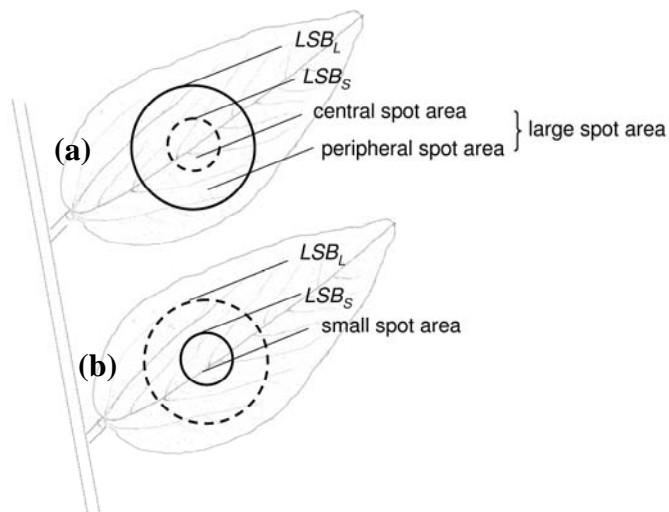 LSB_L
LSB_S
central spot area
(a)
peripheral spot area
large spot area
LSB_L
LSB_S
small spot area
(b)